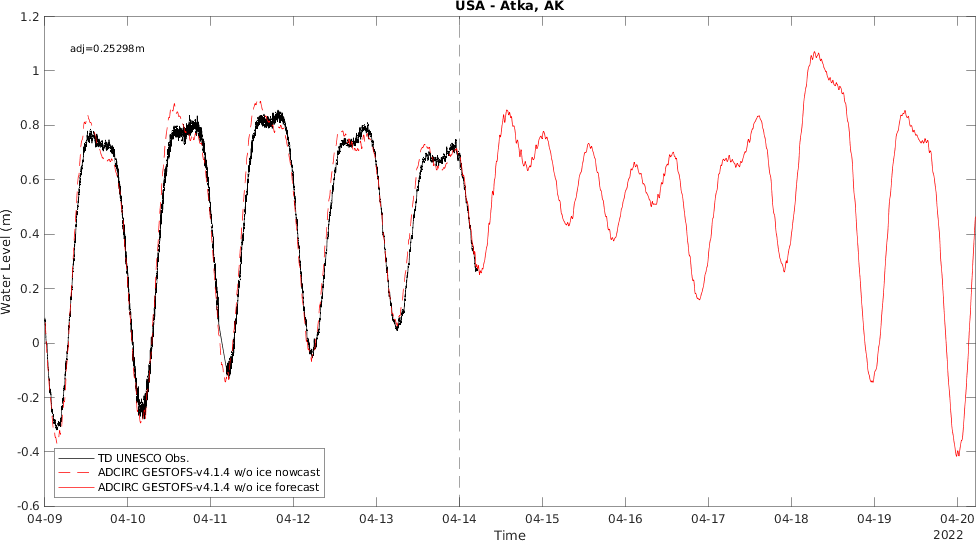 USA - Atka, AK
adj=0.25298m
1.2
1
0.8
0.6
0.4
0.2
0
-0.2
-0.4
-0.6
Water Level (m)
TD UNESCO Obs.
ADCIRC GESTOFS-v4.1.4 w/o ice nowcast
ADCIRC GESTOFS-v4.1.4 w/o ice forecast
04-09 04-10 04-11 04-12 04-13 04-14 04-15 04-16 04-17 04-18 04-19 04-20
Time
2022